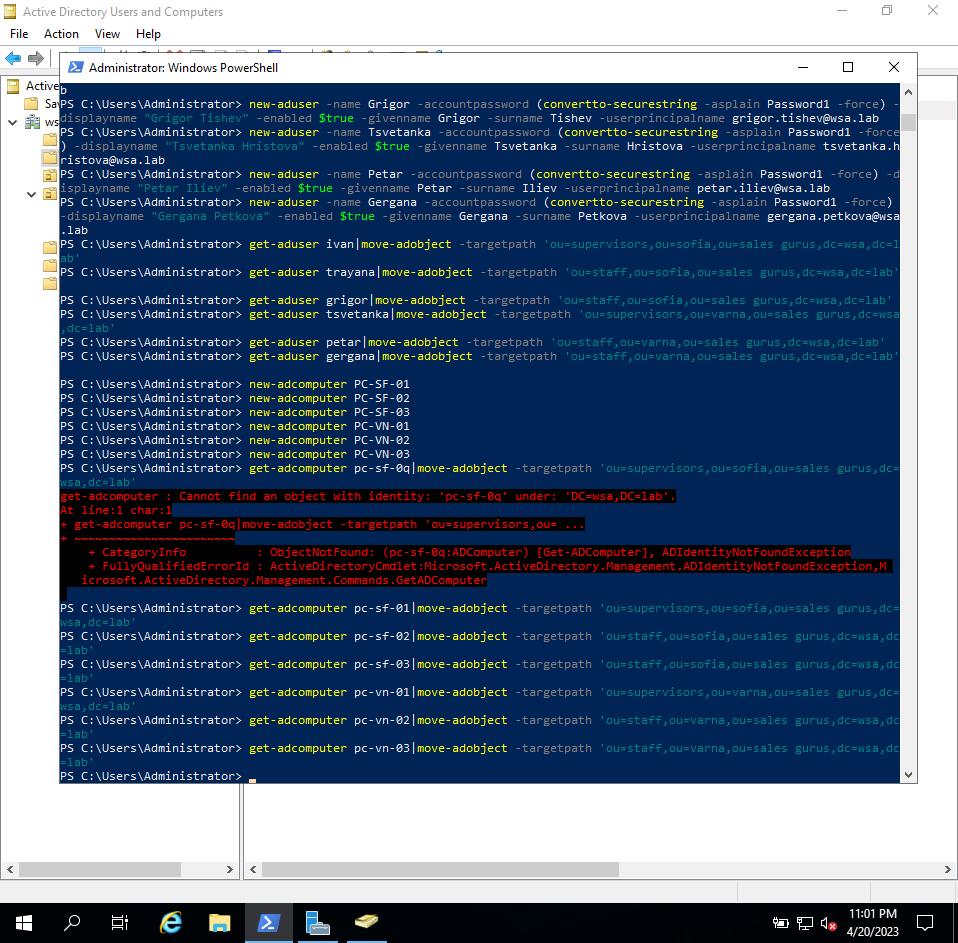 Active Directory Users and Computers
File Action View Help
Administrator: Windows PowerShell
Active
Sav
ws
b
PS C:\Users\Administrator> new-aduser -name Grigor -accountpassword (convertto-securestring -asplain Password1 -force) -
displayname "Grigor Tishev" -enabled $true -givenname Grigor -surname Tishev -userprincipalname grigor.tishev@wsa.lab
PS C:\Users\Administrator> new-aduser -name Tsvetanka -accountpassword (convertto-securestring -asplain Password1 -force
) -displayname "Tsvetanka Hristova" -enabled $true -givenname Tsvetanka -surname Hristova -userprincipalname tsvetanka.h
ristova@wsa.lab
PS C:\Users\Administrator> new-aduser -name Petar -accountpassword (convertto-securestring -asplain Password1 -force) -d
isplayname "Petar Iliev" -enabled $true -givenname Petar -surname Iliev -userprincipalname petar.iliev@wsa.lab
PS C:\Users\Administrator> new-aduser -name Gergana -accountpassword (convertto-securestring -asplain Password1 -force)
-displayname "Gergana Petkova" -enabled $true -givenname Gergana -surname Petkova -userprincipalname gergana.petkova@wsa
.lab
PS C:\Users\Administrator> get-aduser ivan|move-adobject -targetpath 'ou=supervisors,ou=sofia,ou=sales gurus,dc=wsa,dc=l
ab'
PS C:\Users\Administrator> get-aduser trayana|move-adobject -targetpath 'ou=staff,ou=sofia,ou=sales gurus,dc=wsa,dc=lab'
PS C:\Users\Administrator> get-aduser grigor|move-adobject -targetpath 'ou=staff,ou=sofia,ou=sales gurus,dc=wsa,dc=lab'
PS C:\Users\Administrator> get-aduser tsvetanka|move-adobject -targetpath 'ou=supervisors,ou=varna,ou=sales gurus,dc=wsa
,dc=lab'
PS C:\Users\Administrator> get-aduser petar|move-adobject -targetpath 'ou=staff,ou=varna,ou=sales gurus,dc=wsa,dc=lab'
PS C:\Users\Administrator> get-aduser gergana|move-adobject -targetpath 'ou=staff,ou=varna,ou=sales gurus,dc=wsa,dc=lab'
PS C:\Users\Administrator> new-adcomputer PC-SF-01
PS C:\Users\Administrator> new-adcomputer PC-SF-02
PS C:\Users\Administrator> new-adcomputer PC-SF-03
PS C:\Users\Administrator> new-adcomputer PC-VN-01
PS C:\Users\Administrator> new-adcomputer PC-VN-02
PS C:\Users\Administrator> new-adcomputer PC-VN-03
PS C:\Users\Administrator> get-adcomputer pc-sf-0q|move-adobject -targetpath 'ou=supervisors,ou=sofia,ou=sales gurus,dc=
wsa,dc=lab'
get-adcomputer : Cannot find an object with identity: 'pc-sf-0q' under: 'DC=wsa,DC=lab'.
At line:1 char:1
+ get-adcomputer pc-sf-0q|move-adobject -targetpath 'ou=supervisors,ou= ...
+ ~~~~~~~~~~~~~~~~~~~~~~~
+ CategoryInfo : ObjectNotFound: (pc-sf-0q:ADComputer) [Get-ADComputer], ADIdentityNotFoundException
+ FullyQualifiedErrorId : ActiveDirectoryCmdlet:Microsoft.ActiveDirectory.Management.ADIdentityNotFoundException,M
icrosoft.ActiveDirectory.Management.Commands.GetADComputer
PS C:\Users\Administrator> get-adcomputer pc-sf-01|move-adobject -targetpath 'ou=supervisors,ou=sofia,ou=sales gurus,dc=
wsa,dc=lab'
PS C:\Users\Administrator> get-adcomputer pc-sf-02|move-adobject -targetpath 'ou=staff,ou=sofia,ou=sales gurus,dc=wsa,dc
=lab'
PS C:\Users\Administrator> get-adcomputer pc-sf-03|move-adobject -targetpath 'ou=staff,ou=sofia,ou=sales gurus,dc=wsa,dc
=lab'
PS C:\Users\Administrator> get-adcomputer pc-vn-01|move-adobject -targetpath 'ou=supervisors,ou=varna,ou=sales gurus,dc=
wsa,dc=lab'
PS C:\Users\Administrator> get-adcomputer pc-vn-02|move-adobject -targetpath 'ou=staff,ou=varna,ou=sales gurus,dc=wsa,dc
=lab'
PS C:\Users\Administrator> get-adcomputer pc-vn-03|move-adobject -targetpath 'ou=staff,ou=varna,ou=sales gurus,dc=wsa,dc
=lab'
PS C:\Users\Administrator>
11:01 PM
4/20/2023